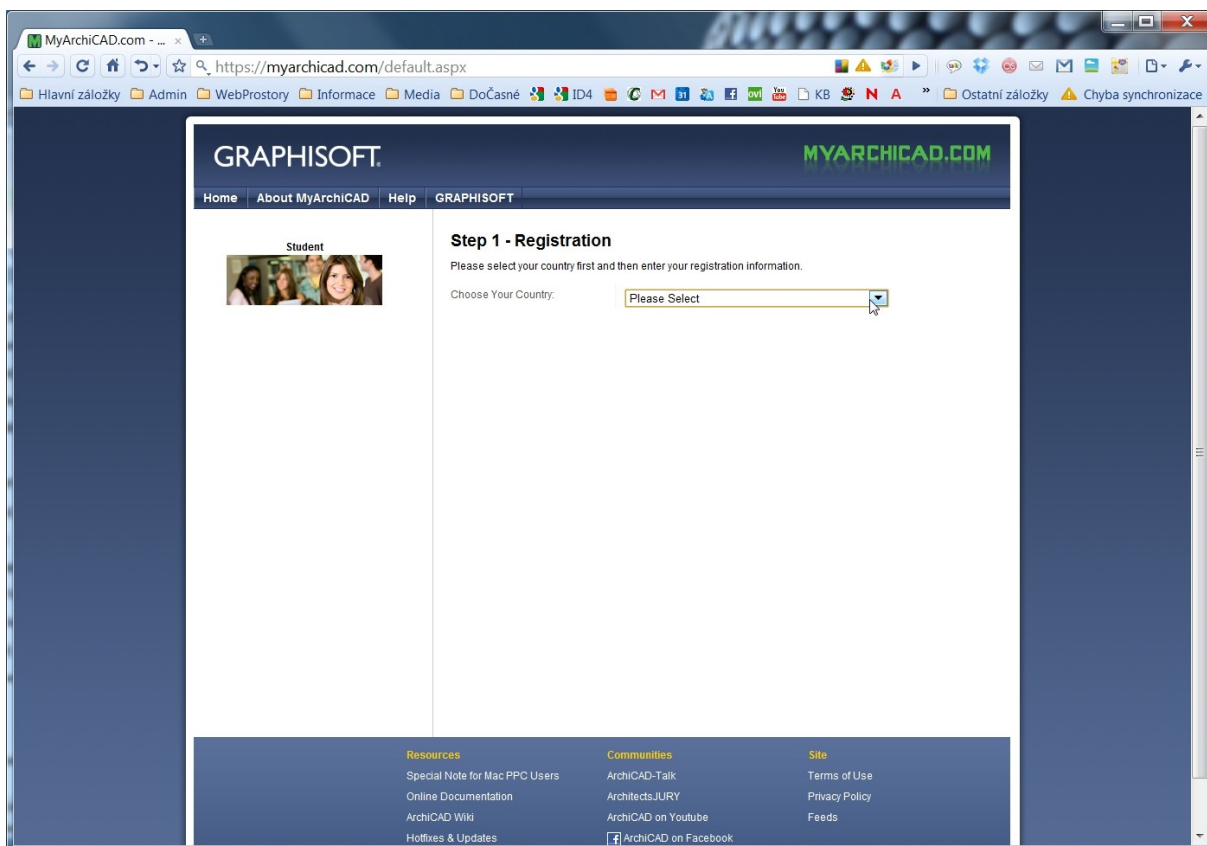 MyArchiCAD.com - ...
https://myarchicad.com/default.aspx
Hlavní záložky Admin WebProstory Informace Media DoČasné ID4 31 ovi You Tube KB N A » Ostatní záložky Chyba synchronizace
GRAPHISOFT®
MYARCHICAD.COM
Home About MyArchiCAD Help GRAPHISOFT
Student
Step 1 - Registration
Please select your country first and then enter your registration information.
Choose Your Country: Please Select
Resources Communities Site
Special Note for Mac PPC Users ArchiCAD-Talk Terms of Use
Online Documentation ArchitectsJURY Privacy Policy
ArchiCAD Wiki ArchiCAD on Youtube Feeds
Hotfixes & Updates ArchiCAD on Facebook